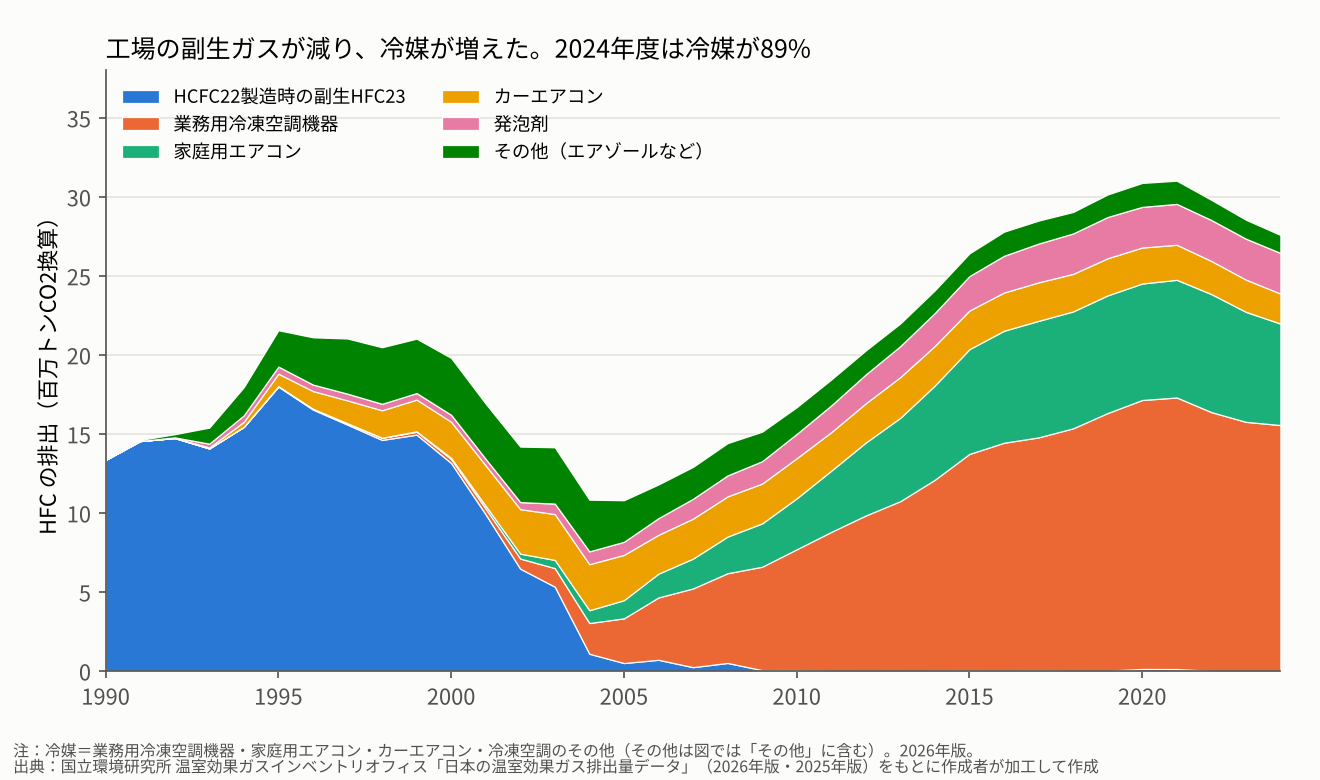 工場の副生ガスが減り、冷媒が増えた。2024年度は冷媒が89%
HCFC22製造時の副生HFC23
業務用冷凍空調機器
家庭用エアコン
カーエアコン
発泡剤
その他（エアゾールなど）
HFC の排出（百万トンCO2換算）
35
30
25
20
15
10
5
0
1990
1995
2000
2005
2010
2015
2020
注：冷媒＝業務用冷凍空調機器・家庭用エアコン・カーエアコン・冷凍空調のその他（その他は図では「その他」に含む）。2026年版。
出典：国立環境研究所 温室効果ガスインベントリオフィス「日本の温室効果ガス排出量データ」（2026年版・2025年版）をもとに作成者が加工して作成